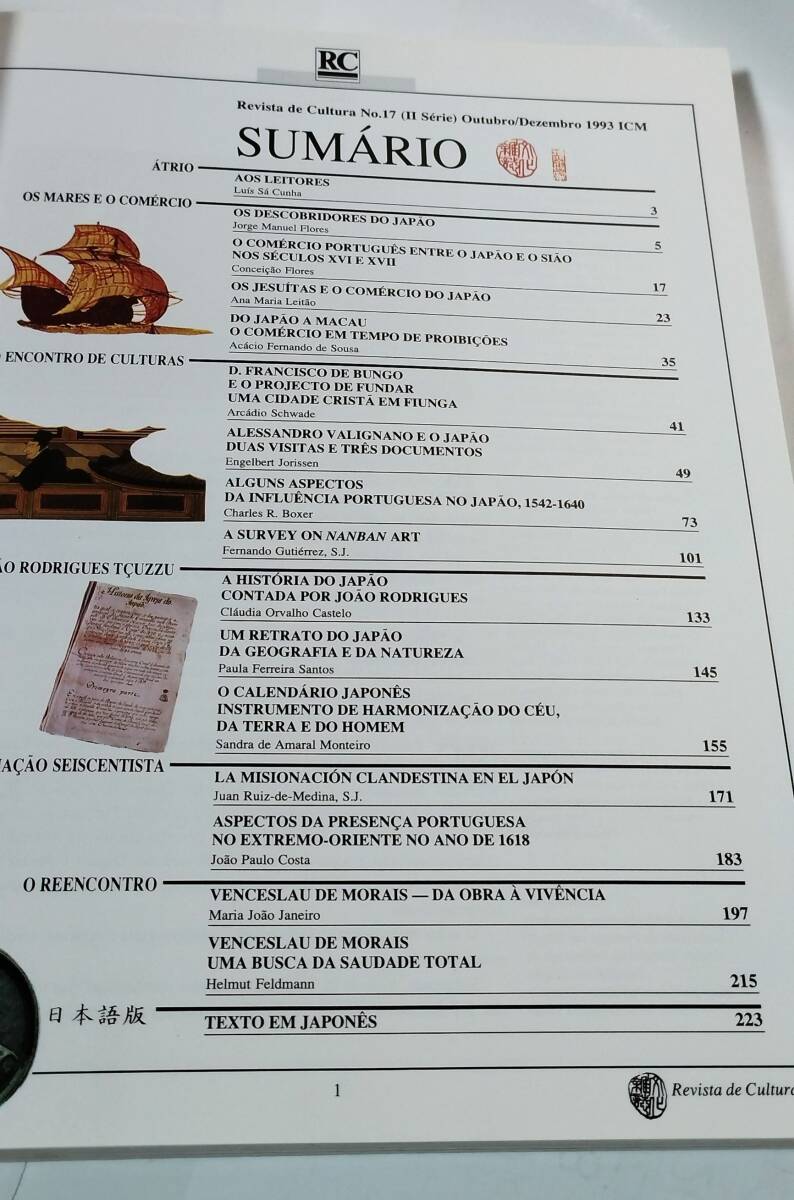 RC
Revista de Cultura No.17 (II Série) Outubro/Dezembro 1993 ICM
SUMÁRIO
ÁTRIO
AOS LEITORES
Luís Sá Cunha
3
OS MARES E O COMÉRCIO
OS DESCOBRIDORES DO JAPÃO
Jorge Manuel Flores
5
O COMÉRCIO PORTUGUÊS ENTRE O JAPÃO E O SIÃO
NOS SÉCULOS XVI E XVII
Conceição Flores
17
OS JESUÍTAS E O COMÉRCIO DO JAPÃO
Ana Maria Leitão
23
DO JAPÃO A MACAU
O COMÉRCIO EM TEMPO DE PROIBIÇÕES
Acácio Fernando de Sousa
35
ENCONTRO DE CULTURAS
D. FRANCISCO DE BUNGO
E O PROJECTO DE FUNDAR
UMA CIDADE CRISTÃ EM FIUNGA
Arcádio Schwade
41
ALESSANDRO VALIGNANO E O JAPÃO
DUAS VISITAS E TRÊS DOCUMENTOS
Engelbert Jorissen
49
ALGUNS ASPECTOS
DA INFLUÊNCIA PORTUGUESA NO JAPÃO, 1542-1640
Charles R. Boxer
73
A SURVEY ON NANBAN ART
Fernando Gutiérrez, S.J.
101
ÃO RODRIGUES TÇUZZU
A HISTÓRIA DO JAPÃO
CONTADA POR JOÃO RODRIGUES
Cláudia Orvalho Castelo
133
UM RETRATO DO JAPÃO
DA GEOGRAFIA E DA NATUREZA
Paula Ferreira Santos
145
O CALENDÁRIO JAPONÊS
INSTRUMENTO DE HARMONIZAÇÃO DO CÉU,
DA TERRA E DO HOMEM
Sandra de Amaral Monteiro
155
AÇÃO SEISCENTISTA
LA MISIONACIÓN CLANDESTINA EN EL JAPÓN
Juan Ruiz-de-Medina, S.J.
171
ASPECTOS DA PRESENÇA PORTUGUESA
NO EXTREMO-ORIENTE NO ANO DE 1618
João Paulo Costa
183
O REENCONTRO
VENCESLAU DE MORAIS — DA OBRA À VIVÊNCIA
Maria João Janeiro
197
VENCESLAU DE MORAIS
UMA BUSCA DA SAUDADE TOTAL
Helmut Feldmann
215
日本語版
TEXTO EM JAPONÊS
223
1
Revista de Cultura